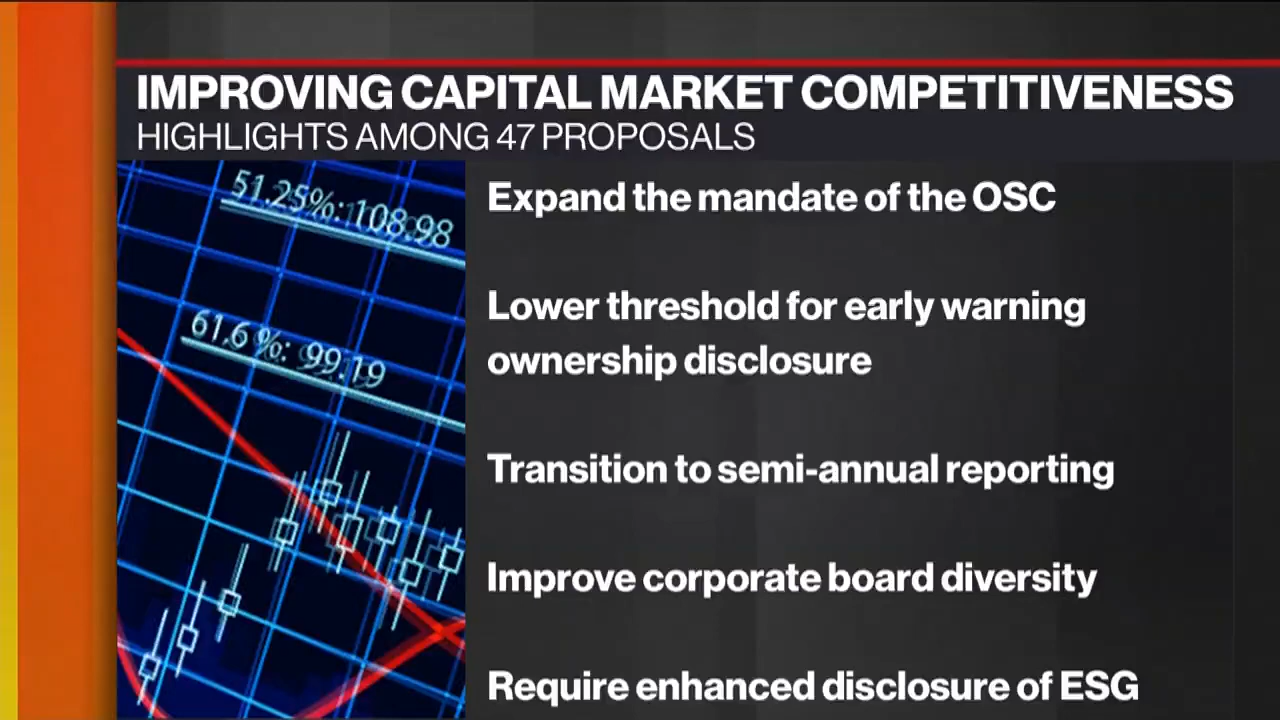 IMPROVING CAPITAL MARKET COMPETITIVENESS
HIGHLIGHTS AMONG 47 PROPOSALS
51.25%: 108.98
61.6 %: 99.19
Expand the mandate of the OSC
Lower threshold for early warning
ownership disclosure
Transition to semi-annual reporting
Improve corporate board diversity
Require enhanced disclosure of ESG